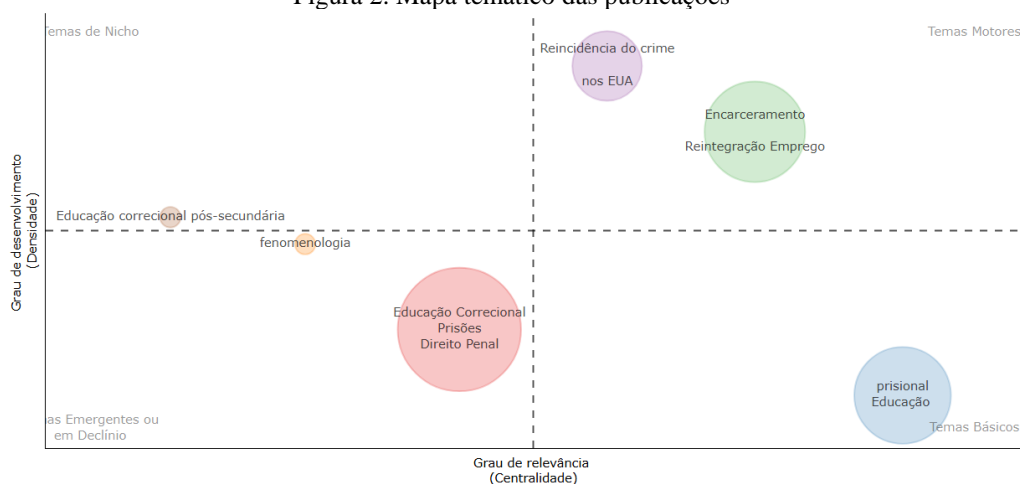 Figura 2. Mapa temático das publicações
Temas de Nicho
Temas Motores
Reincidência do crime
nos EUA
Encarceramento
Reintegração Emprego
Educação correcional pós-secundária
fenomenologia
Educação Correcional
Prisões
Direito Penal
prisional
Educação
Emergentes ou
em Declínio
Temas Básicos
Grau de desenvolvimento
(Densidade)
Grau de relevância
(Centralidade)